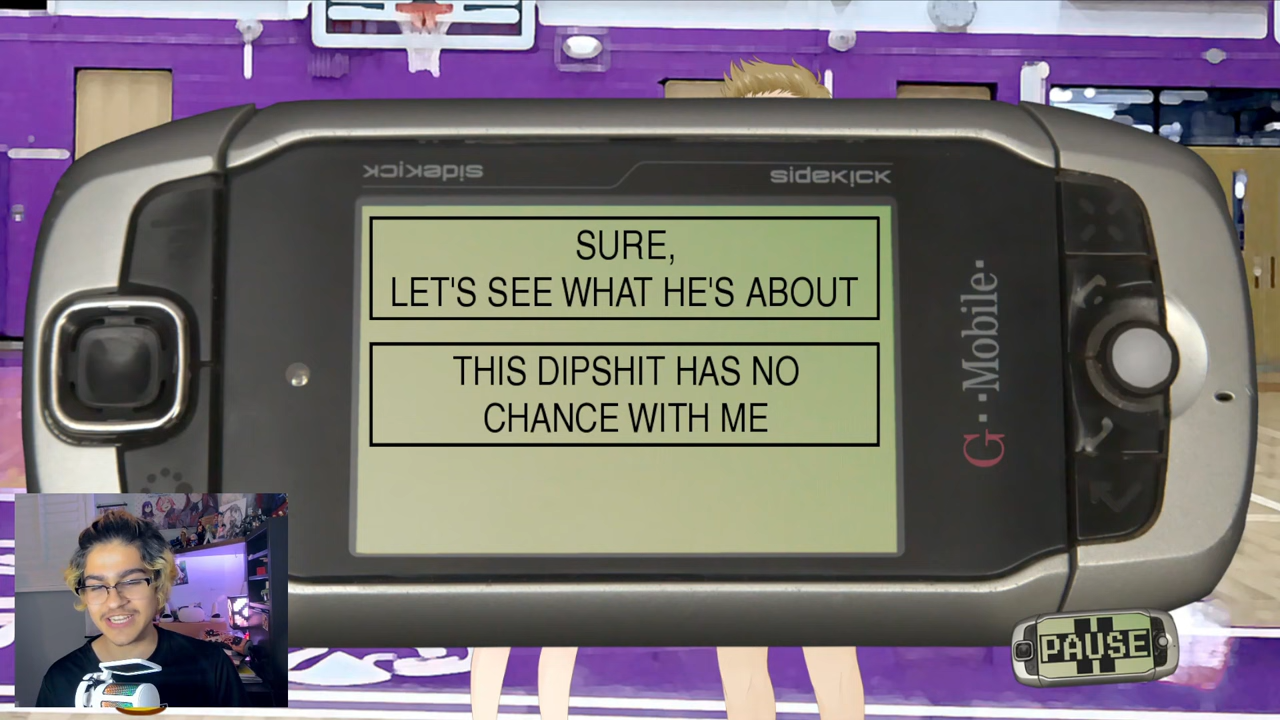 sidekick
sidekick
SURE,
LET'S SEE WHAT HE'S ABOUT
THIS DIPSHIT HAS NO
CHANCE WITH ME
G··Mobile·
PAUSE